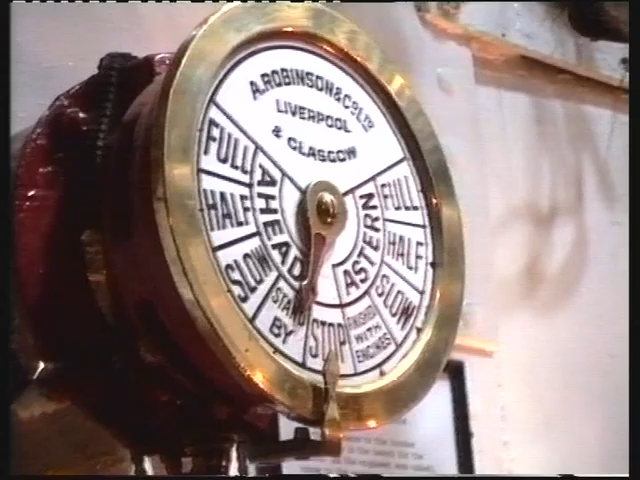 A. ROBINSON & Co LTD
LIVERPOOL
& GLASGOW
FULL
HALF
SLOW
AHEAD
STAND
BY
STOP
FINISHED
WITH
ENGINES
ASTERN
FULL
HALF
SLOW